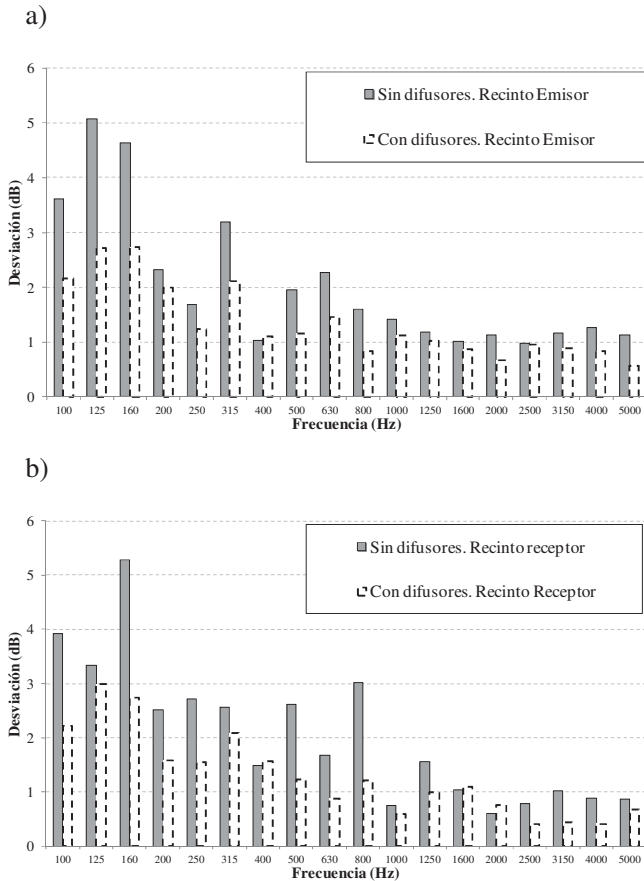 a)
6
5
4
3
2
1
0
Desviación (dB)
Sin difusores. Recinto Emisor
Con difusores. Recinto Emisor
100 125 160 200 250 315 400 500 630 800 1000 1250 1600 2000 2500 3150 4000 5000
Frecuencia (Hz)
b)
6
5
4
3
2
1
0
Desviación (dB)
Sin difusores. Recinto receptor
Con difusores. Recinto Receptor
100 125 160 200 250 315 400 500 630 800 1000 1250 1600 2000 2500 3150 4000 5000
Frecuencia (Hz)